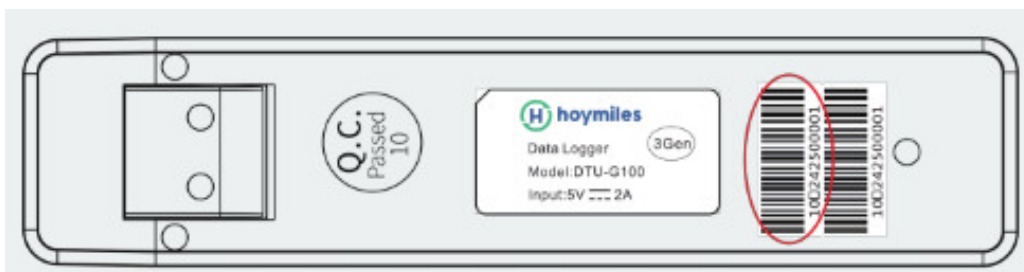 Q.C.
Passed
10
hoymiles
3Gen
Data Logger
Model:DTU-G100
Input:5V 2A
10D242500001
10D242500001